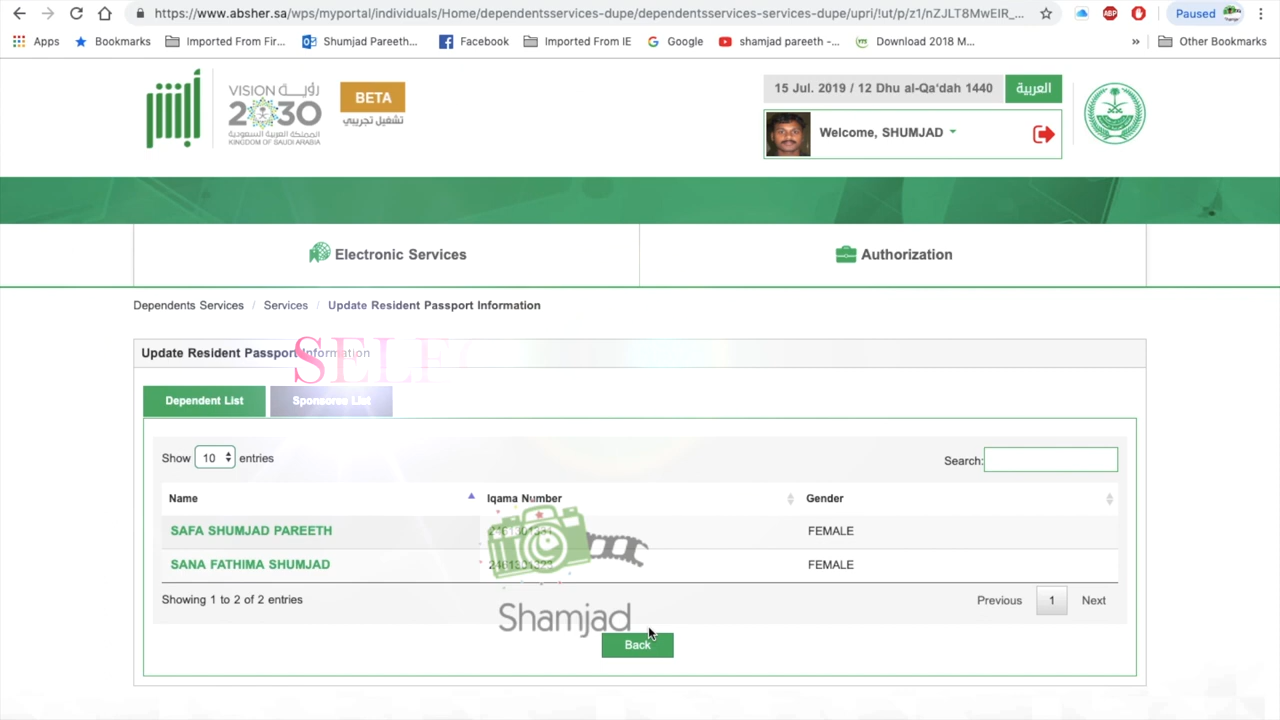 https://www.absher.sa/wps/myportal/individuals/Home/dependentsservices-dupe/dependentsservices-services-dupe/upri/!ut/p/z1/nZJLT8MwEIR_...
ABP
Paused
Apps
Bookmarks
Imported From Fir...
Shumjad Pareeth...
Facebook
Imported From IE
Google
shamjad pareeth -...
Download 2018 M...
»
Other Bookmarks
أبشر
VISION رؤية
2030
المملكة العربية السعودية
KINGDOM OF SAUDI ARABIA
BETA
تشغيل تجريبي
15 Jul. 2019 / 12 Dhu al-Qa'dah 1440
العربية
Welcome, SHUMJAD
Electronic Services
Authorization
Dependents Services / Services / Update Resident Passport Information
Update Resident Passport Information
SELE
Dependent List
Sponsoree List
Show 10 entries
Search:
Name
Iqama Number
Gender
SAFA SHUMJAD PAREETH
FEMALE
SANA FATHIMA SHUMJAD
FEMALE
Showing 1 to 2 of 2 entries
Previous
1
Next
Shamjad
Back